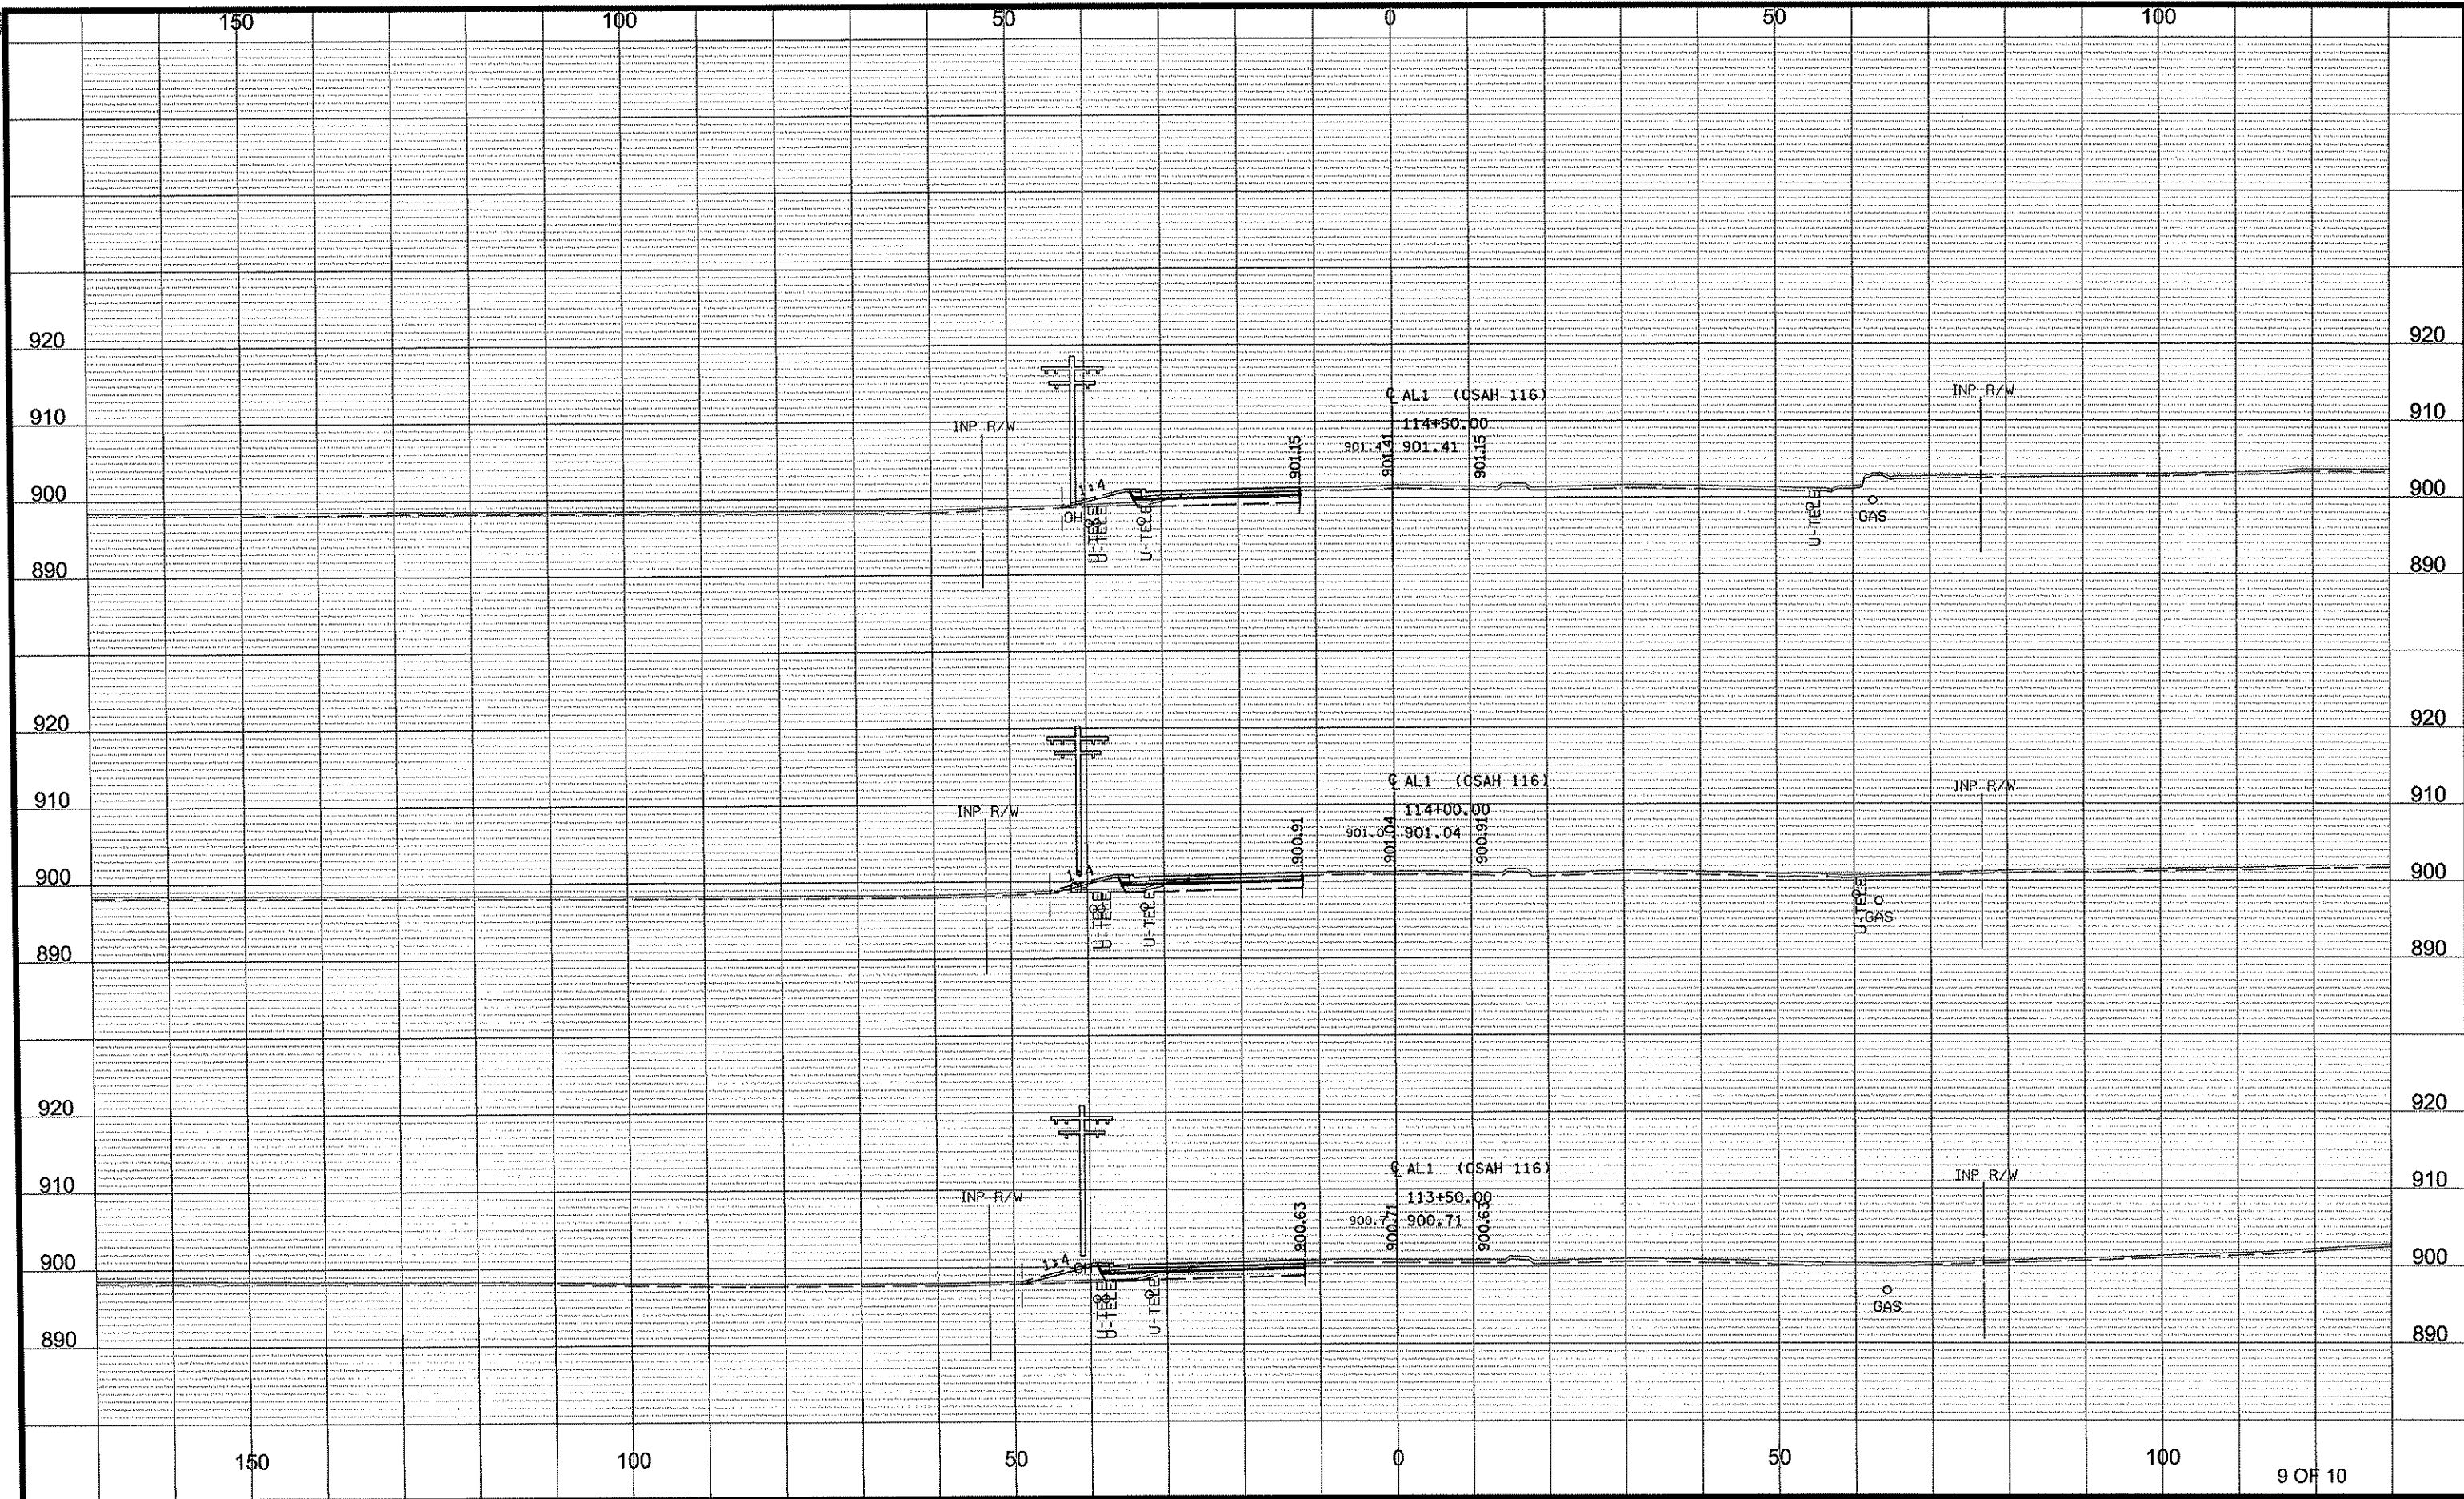 150 100 50 0 50 100
920 920
INP R/W
AL1 (CSAH 116)
910 910
INP R/W
114+50.00
901.15 901.41 901.41 901.15
1:4
900 900
OH U-TELE U-TELE U-TELE U-TELE GAS
890 890
920 920
AL1 (CSAH 116)
INP R/W
910 910
INP R/W
114+00.00
900.91 901.04 901.04 900.91
900 900
OH U-TELE U-TELE U-TELE U-TELE GAS
890 890
920 920
AL1 (CSAH 116)
INP R/W
910 910
INP R/W
113+50.00
900.63 900.71 900.71 900.63
1:4
900 900
OH U-TELE U-TELE U-TELE GAS
890 890
150 100 50 0 50 100
9 OF 10